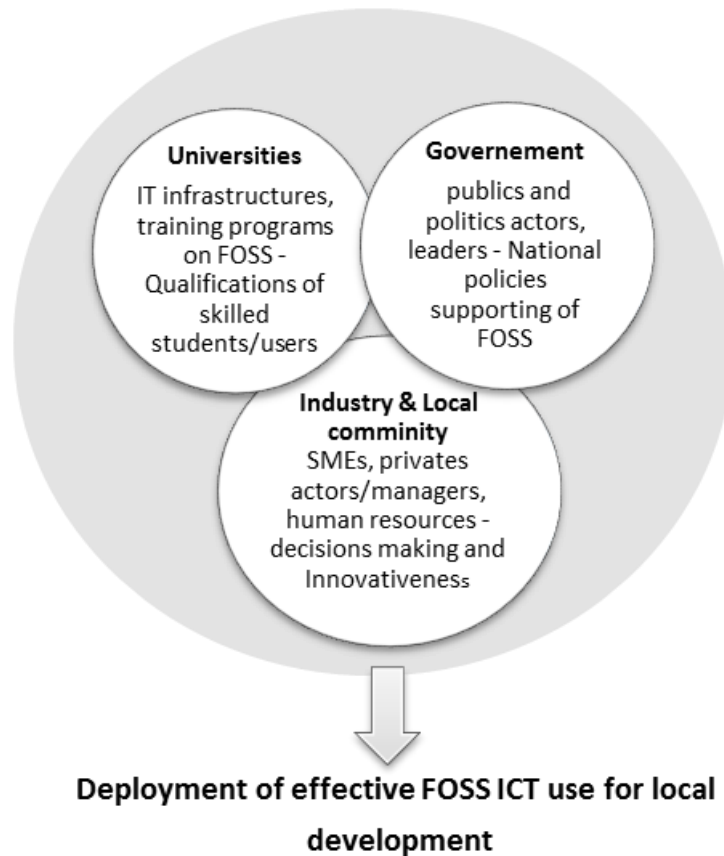 Universities
IT infrastructures,
training programs
on FOSS -
Qualifications of
skilled
students/users
Governement
publics and
politics actors,
leaders - National
policies
supporting of
FOSS
Industry & Local
comminity
SMEs, privates
actors/managers,
human resources -
decisions making and
Innovativeness
Deployment of effective FOSS ICT use for local
development